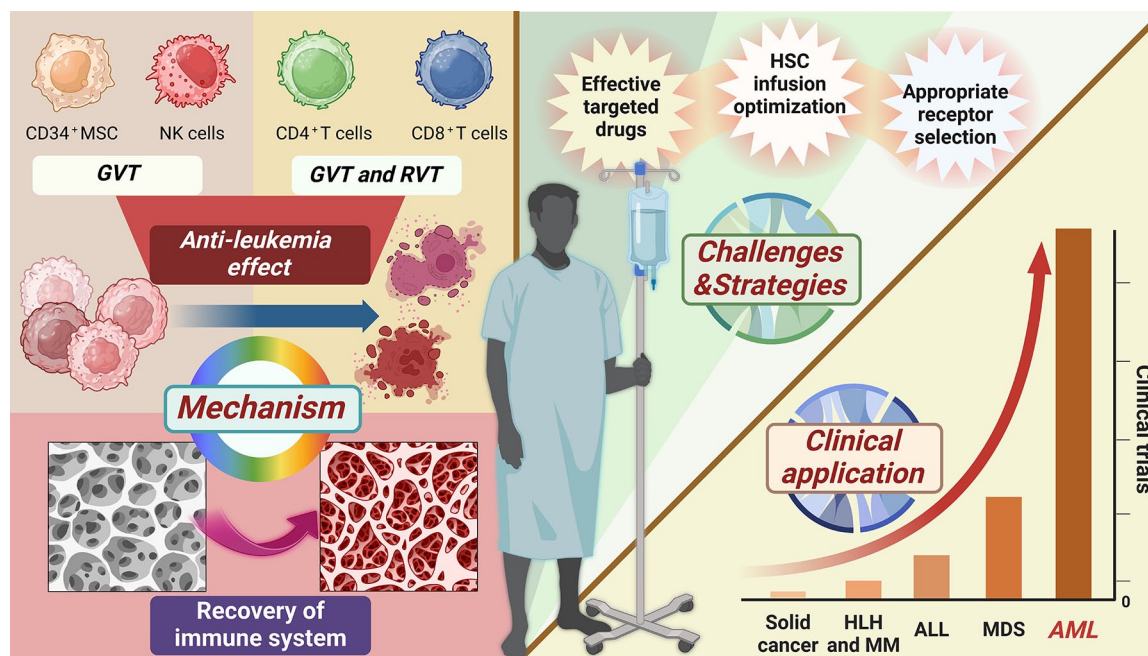 CD34⁺MSC
NK cells
CD4⁺T cells
CD8⁺T cells
GVT
GVT and RVT
Anti-leukemia
effect
Mechanism
Recovery of
immune system
Effective
targeted
drugs
HSC
infusion
optimization
Appropriate
receptor
selection
Challenges
&Strategies
Clinical
application
Clinical trials
0
Solid
cancer
HLH
and MM
ALL
MDS
AML